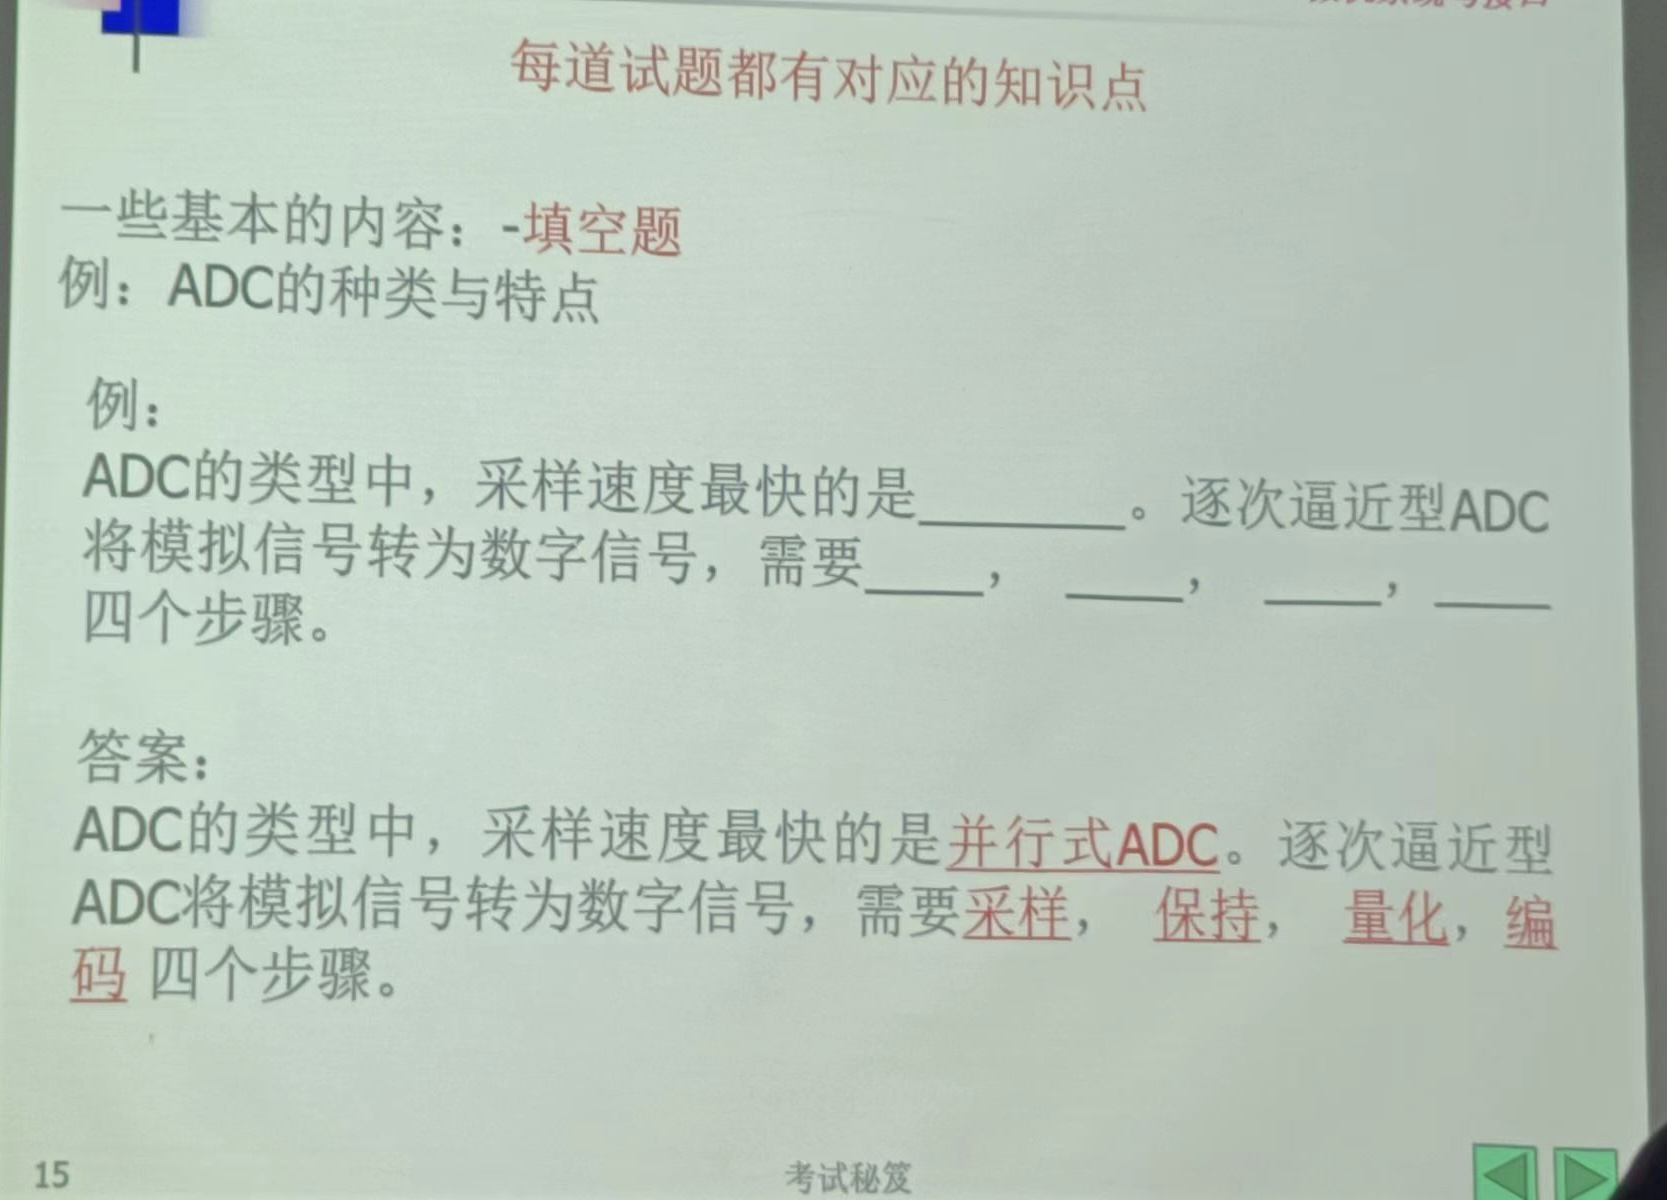 每道试题都有对应的知识点
一些基本的内容：-填空题
例：ADC的种类与特点
例：
ADC的类型中，采样速度最快的是________。逐次逼近型ADC
将模拟信号转为数字信号，需要____， ____， ____，____
四个步骤。
答案：
ADC的类型中，采样速度最快的是并行式ADC。逐次逼近型
ADC将模拟信号转为数字信号，需要采样， 保持， 量化，编
码 四个步骤。
15
考试秘笈